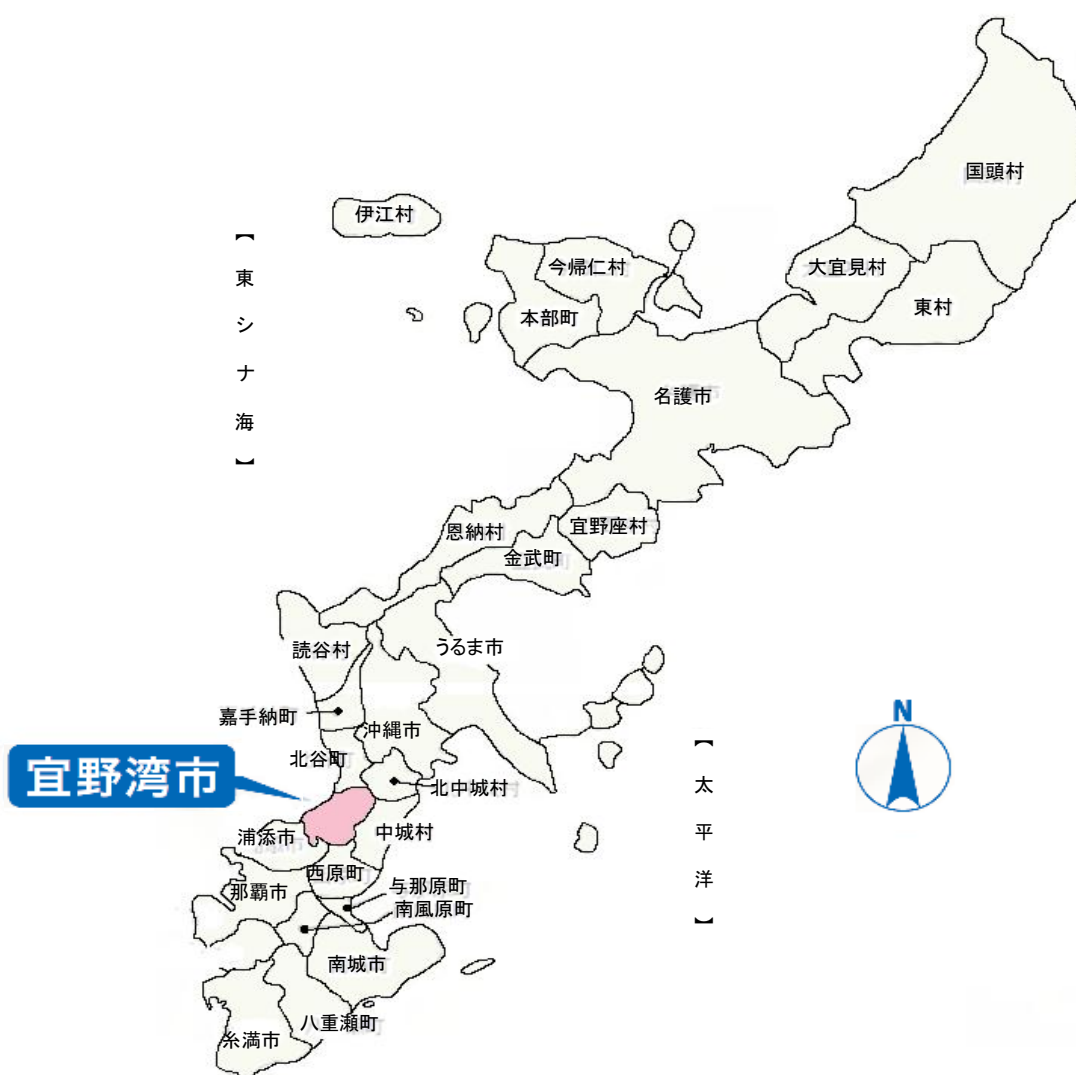 国頭村
伊江村
【東シナ海】
今帰仁村
大宜見村
東村
本部町
名護市
恩納村
宜野座村
金武町
読谷村
うるま市
嘉手納町
沖縄市
N
北谷町
宜野湾市
北中城村
【太平洋】
浦添市
中城村
西原町
那覇市
与那原町
南風原町
南城市
八重瀬町
糸満市